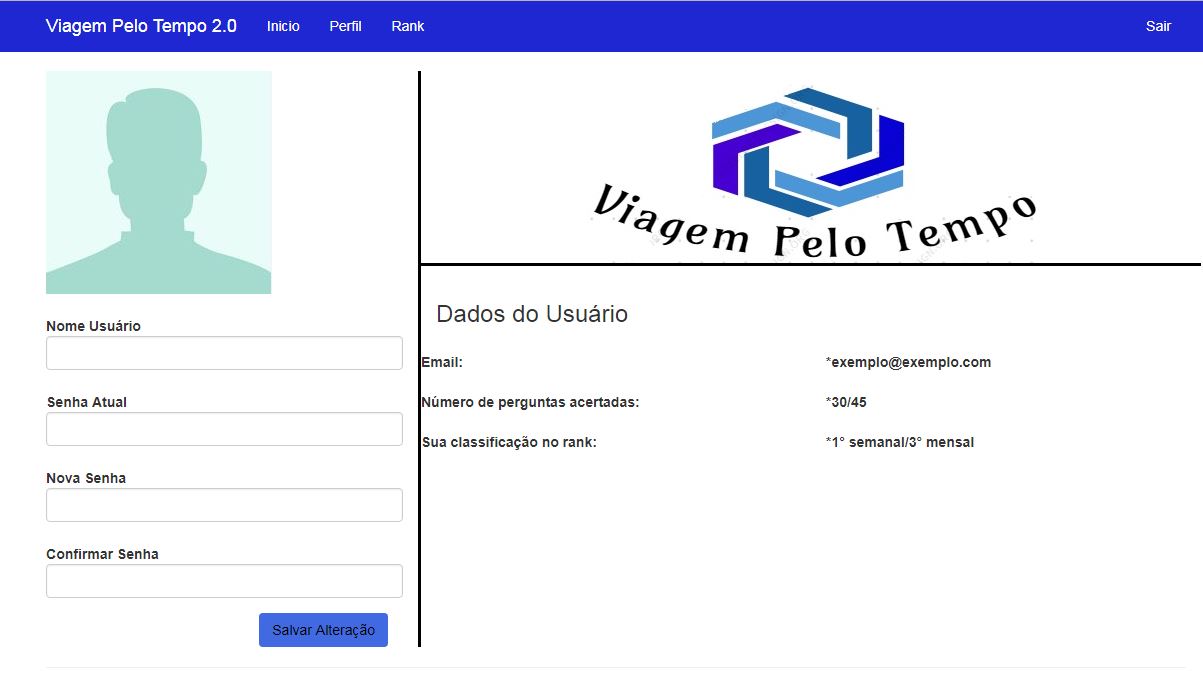 Viagem Pelo Tempo 2.0 Inicio Perfil Rank Sair
Viagem Pelo Tempo
Nome Usuário
Senha Atual
Nova Senha
Confirmar Senha
Salvar Alteração
Dados do Usuário
Email: *exemplo@exemplo.com
Número de perguntas acertadas: *30/45
Sua classificação no rank: *1° semanal/3° mensal